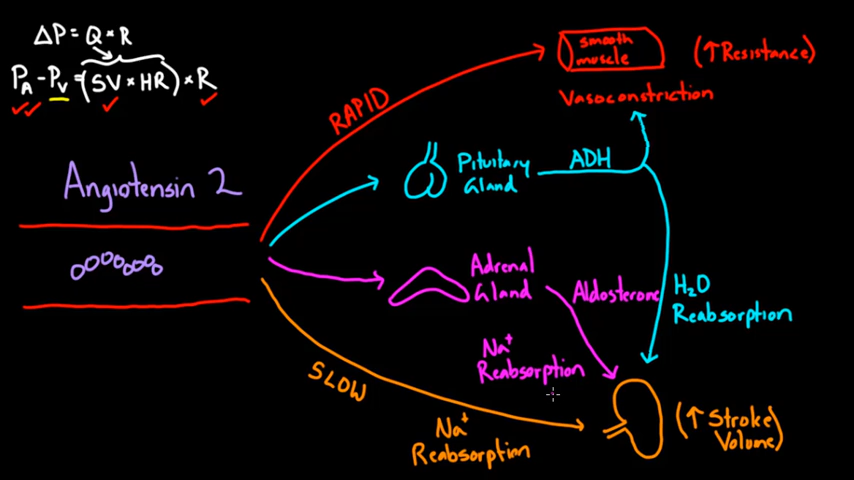 ΔP = Q × R
PA - PV = (SV × HR) × R
Angiotensin 2
RAPID
smooth
muscle
(↑Resistance)
Vasoconstriction
Pituitary
Gland
ADH
Adrenal
Gland
Aldosterone
H2O
Reabsorption
Na+
Reabsorption
SLOW
Na+
Reabsorption
(↑ Stroke
Volume)